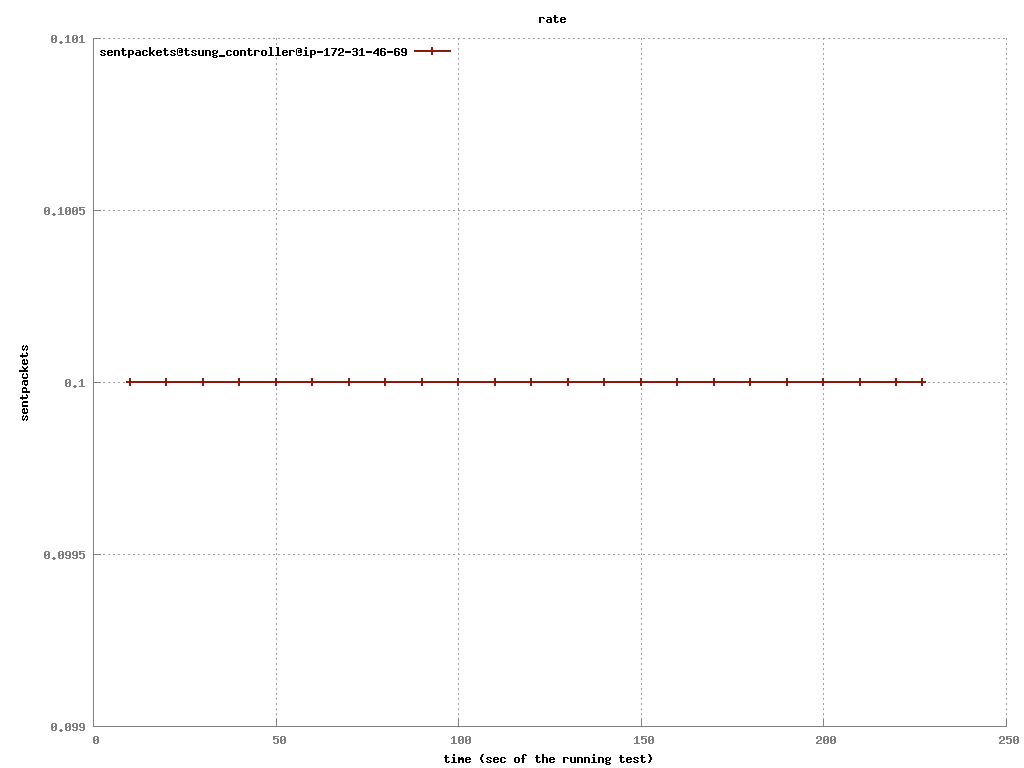 rate
0.101
sentpackets@tsung_controller@ip-172-31-46-69
0.1005
sentpackets
0.1
0.0995
0.099
0 50 100 150 200 250
time (sec of the running test)